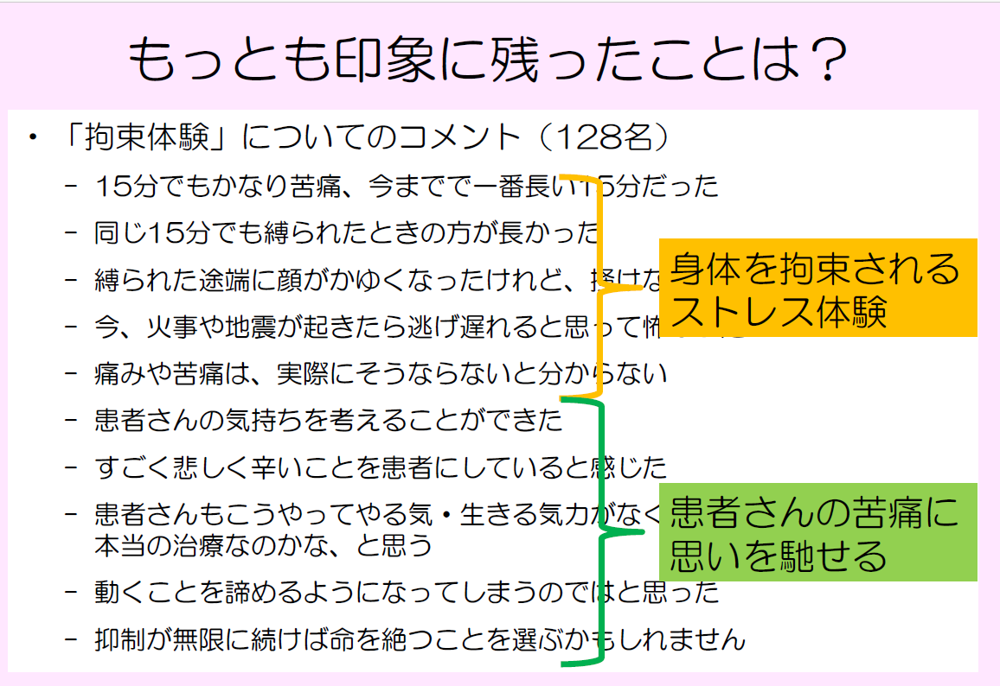 もっとも印象に残ったことは？
・「拘束体験」についてのコメント（128名）
– 15分でもかなり苦痛、今までで一番長い15分だった
– 同じ15分でも縛られたときの方が長かった
– 縛られた途端に顔がかゆくなったけれど、掻けな
– 今、火事や地震が起きたら逃げ遅れると思って怖
– 痛みや苦痛は、実際にそうならないと分からない
– 患者さんの気持ちを考えることができた
– すごく悲しく辛いことを患者にしていると感じた
– 患者さんもこうやってやる気・生きる気力がなく
本当の治療なのかな、と思う
– 動くことを諦めるようになってしまうのではと思った
– 抑制が無限に続けば命を絶つことを選ぶかもしれません
身体を拘束される
ストレス体験
患者さんの苦痛に
思いを馳せる